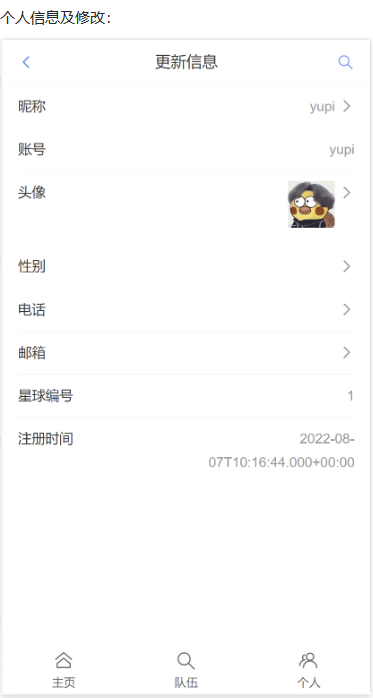 个人信息及修改：
更新信息
昵称 yupi
账号 yupi
头像
性别
电话
邮箱
星球编号 1
注册时间 2022-08-
07T10:16:44.000+00:00
主页 队伍 个人